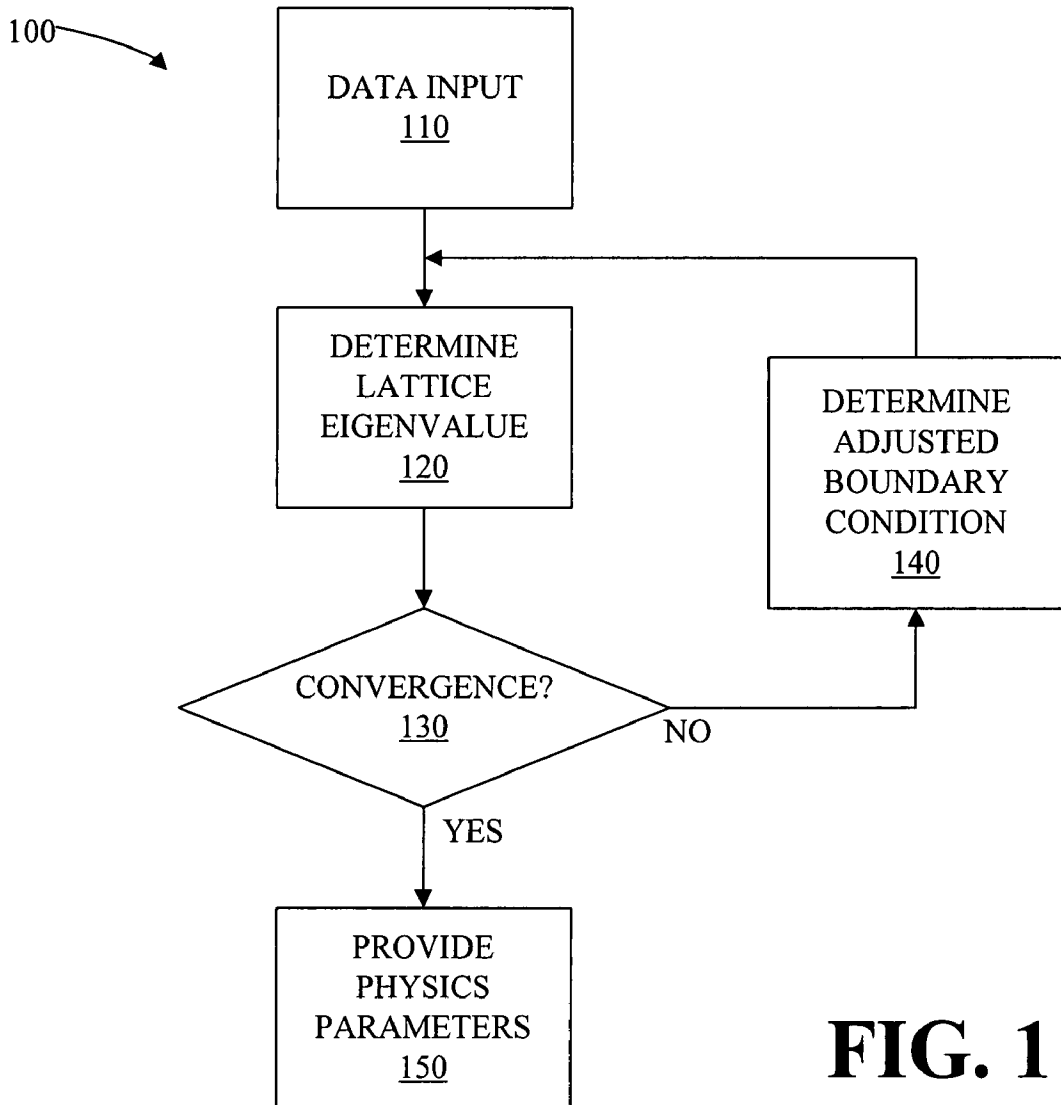 100
DATA INPUT
110
DETERMINE
LATTICE
EIGENVALUE
120
DETERMINE
ADJUSTED
BOUNDARY
CONDITION
140
CONVERGENCE?
130
NO
YES
PROVIDE
PHYSICS
PARAMETERS
150
FIG. 1